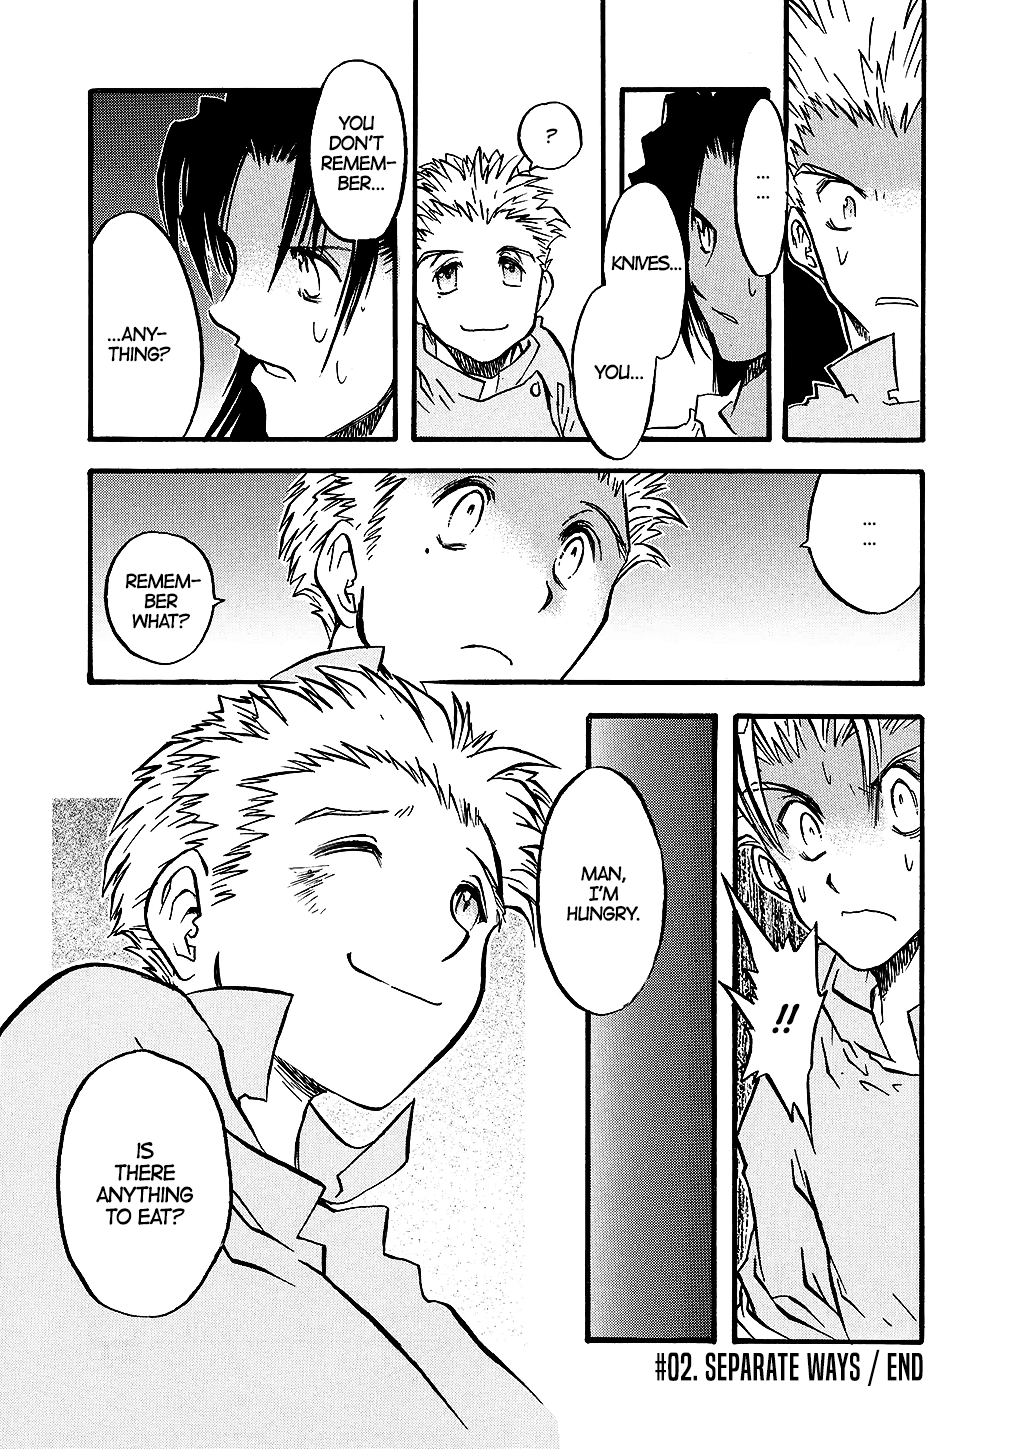 ...
...
KNIVES...
YOU...
?
YOU
DON'T
REMEM-
BER...
...ANY-
THING?
...
...
REMEM-
BER
WHAT?
!!
MAN,
I'M
HUNGRY.
IS
THERE
ANYTHING
TO EAT?
#02. SEPARATE WAYS / END